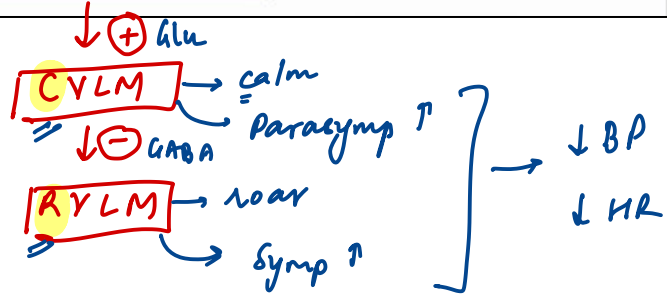 ↓ ⊕ Glu
CVLM → calm
→ Parasymp ↑
↓ ⊖ GABA
→ ↓ BP
RVLM → roar
↓ HR
→ Symp ↑